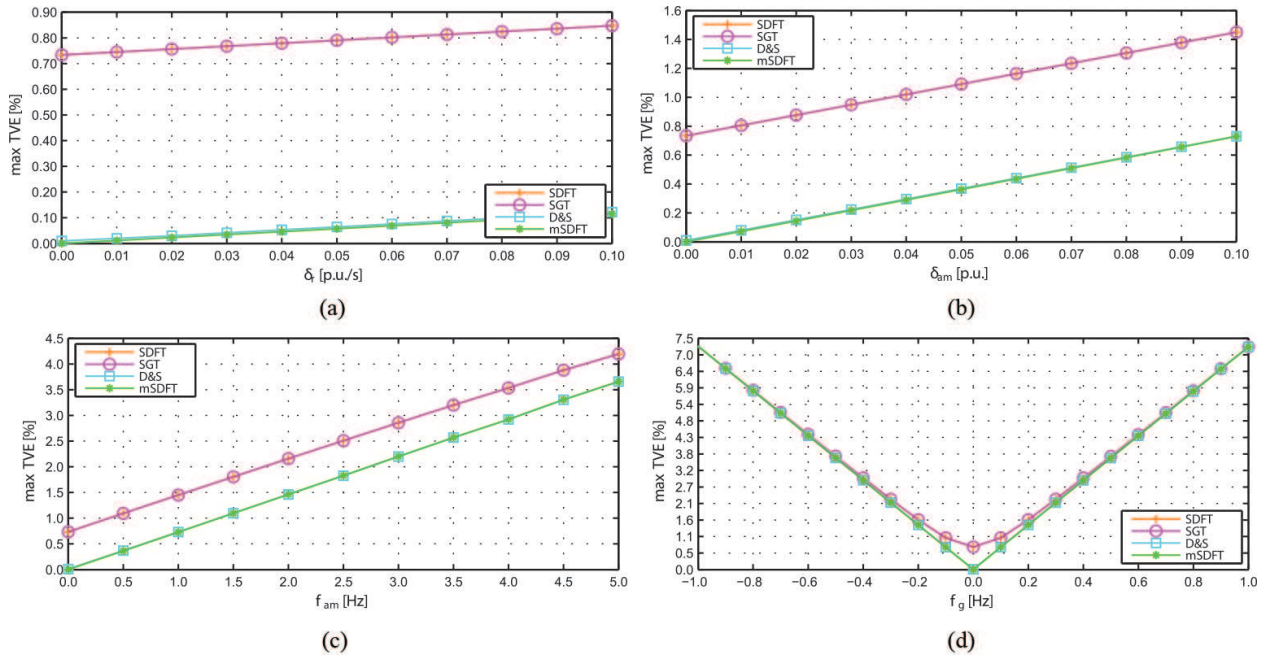 max TVE [%]
0.90
0.80
0.70
0.60
0.50
0.40
0.30
0.20
0.10
0.00
0.00 0.01 0.02 0.03 0.04 0.05 0.06 0.07 0.08 0.09 0.10
δr [p.u./s]
SDFT
SGT
D&S
mSDFT
(a)
max TVE [%]
1.6
1.4
1.2
1.0
0.8
0.6
0.4
0.2
0.0
0.00 0.01 0.02 0.03 0.04 0.05 0.06 0.07 0.08 0.09 0.10
δam [p.u.]
SDFT
SGT
D&S
mSDFT
(b)
max TVE [%]
4.5
4.0
3.5
3.0
2.5
2.0
1.5
1.0
0.5
0.0
0.0 0.5 1.0 1.5 2.0 2.5 3.0 3.5 4.0 4.5 5.0
f am [Hz]
SDFT
SGT
D&S
mSDFT
(c)
max TVE [%]
7.5
7.0
6.5
5.9
5.4
4.8
4.3
3.8
3.2
2.7
2.1
1.6
1.1
0.5
0.0
−1.0 −0.8 −0.6 −0.4 −0.2 0.0 0.2 0.4 0.6 0.8 1.0
f g [Hz]
SDFT
SGT
D&S
mSDFT
(d)